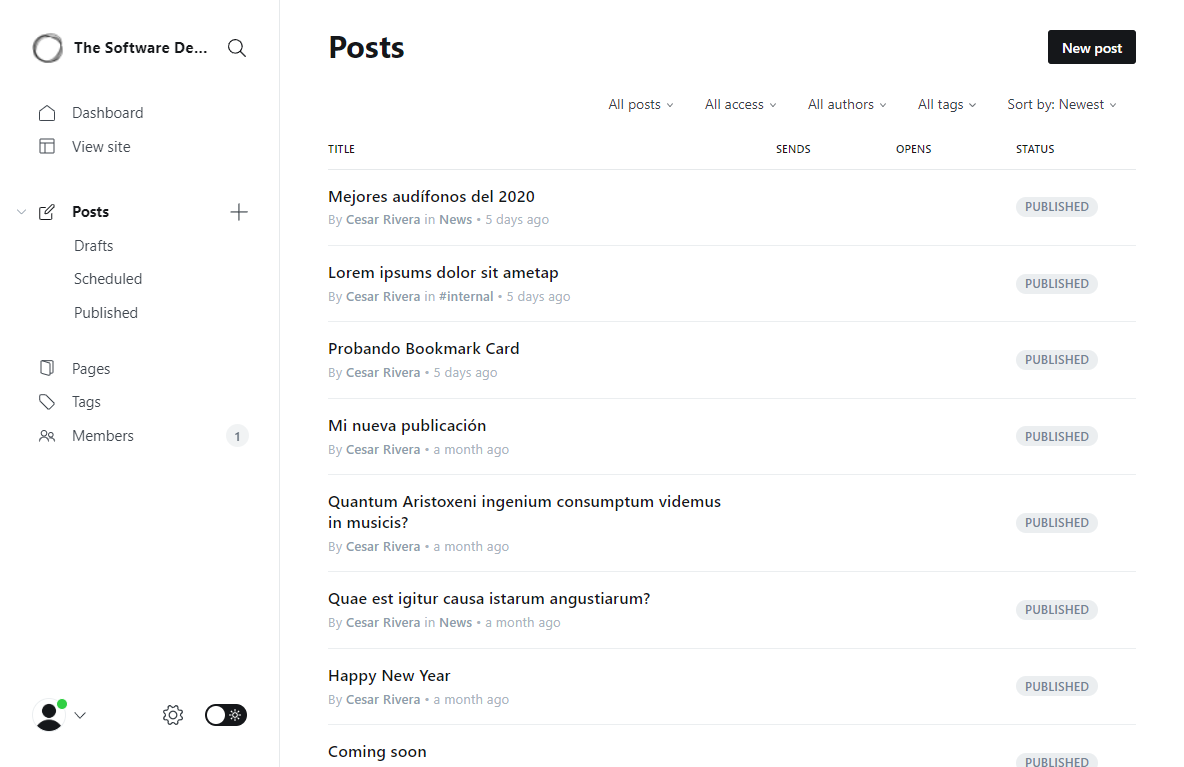 The Software De...
Dashboard
View site
Posts
Drafts
Scheduled
Published
Pages
Tags
Members 1
Posts
New post
All posts All access All authors All tags Sort by: Newest
TITLE SENDS OPENS STATUS
Mejores audífonos del 2020
By Cesar Rivera in News • 5 days ago
PUBLISHED
Lorem ipsums dolor sit ametap
By Cesar Rivera in #internal • 5 days ago
PUBLISHED
Probando Bookmark Card
By Cesar Rivera • 5 days ago
PUBLISHED
Mi nueva publicación
By Cesar Rivera • a month ago
PUBLISHED
Quantum Aristoxeni ingenium consumptum videmus
in musicis?
By Cesar Rivera • a month ago
PUBLISHED
Quae est igitur causa istarum angustiarum?
By Cesar Rivera in News • a month ago
PUBLISHED
Happy New Year
By Cesar Rivera • a month ago
PUBLISHED
Coming soon
PUBLISHED